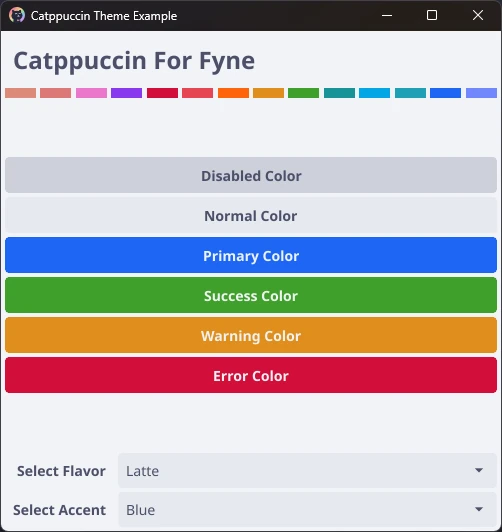 Catppuccin Theme Example
Catppuccin For Fyne
Disabled Color
Normal Color
Primary Color
Success Color
Warning Color
Error Color
Select Flavor Latte
Select Accent Blue